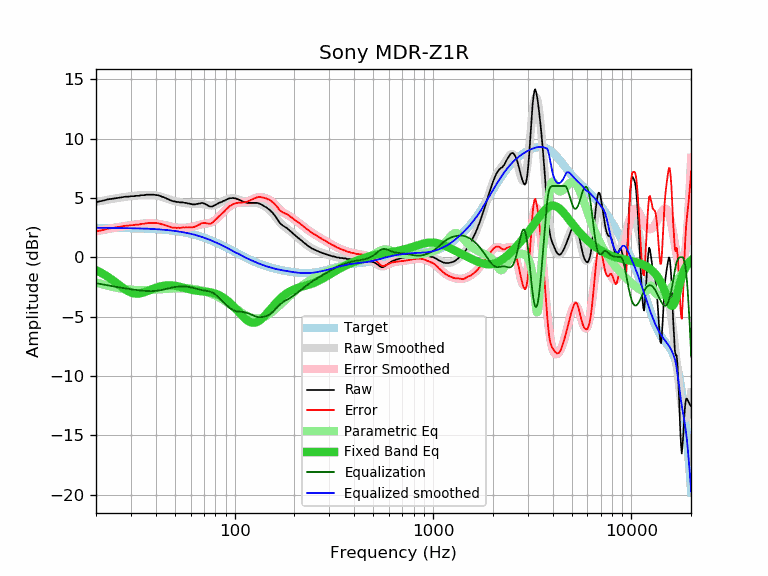 Sony MDR-Z1R
15
10
5
0
−5
−10
−15
−20
Amplitude (dBr)
Target
Raw Smoothed
Error Smoothed
Raw
Error
Parametric Eq
Fixed Band Eq
Equalization
Equalized smoothed
100
1000
10000
Frequency (Hz)